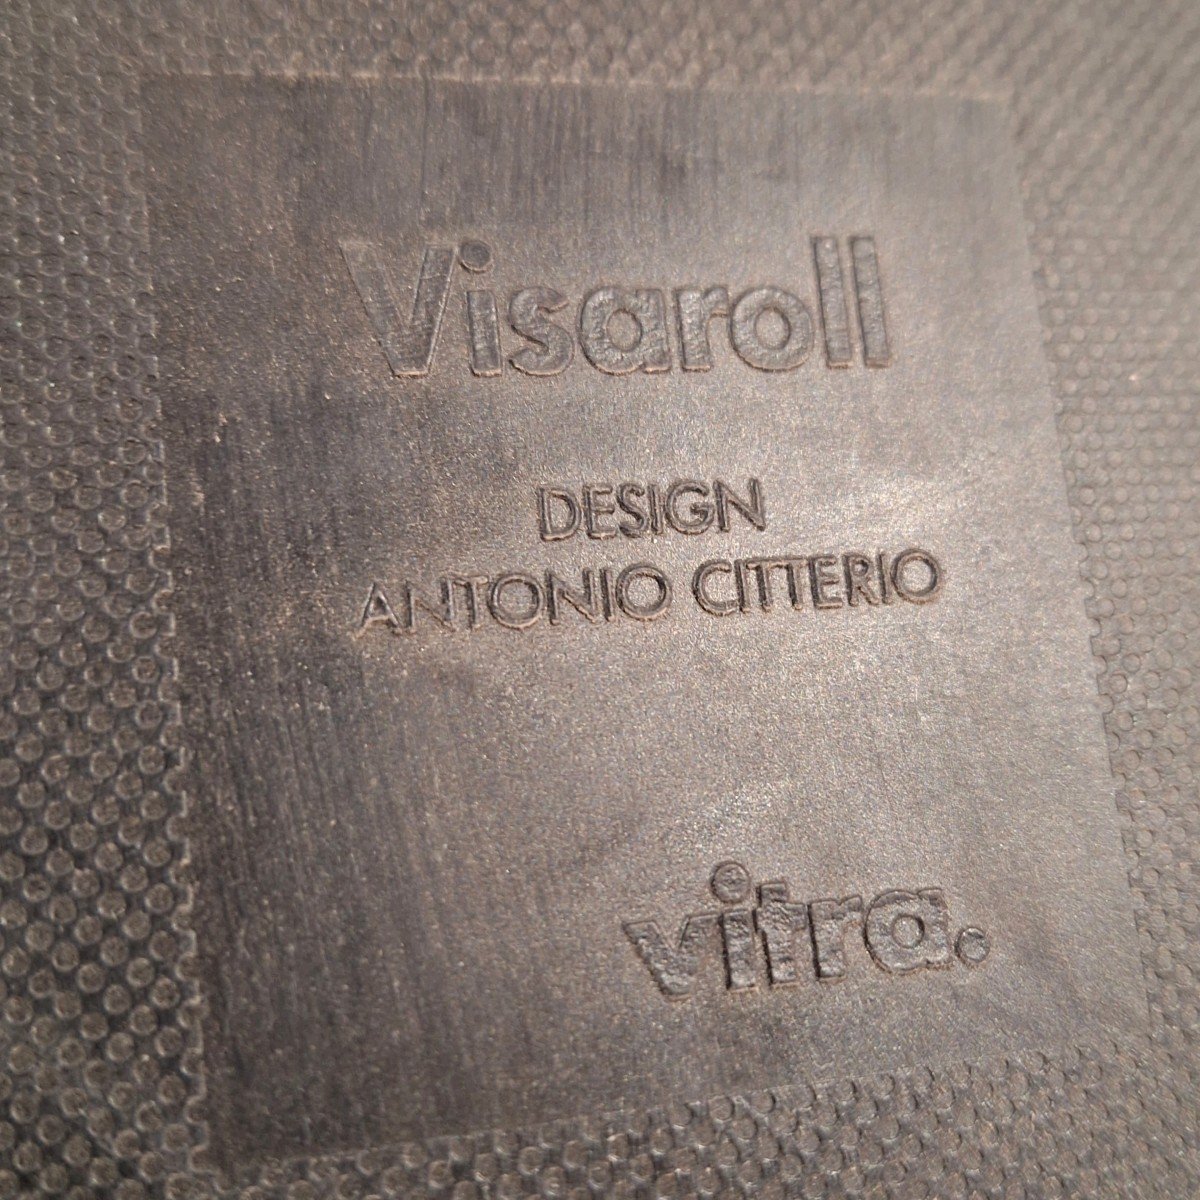 Visaroll
DESIGN
ANTONIO CITTERIO
vitra.